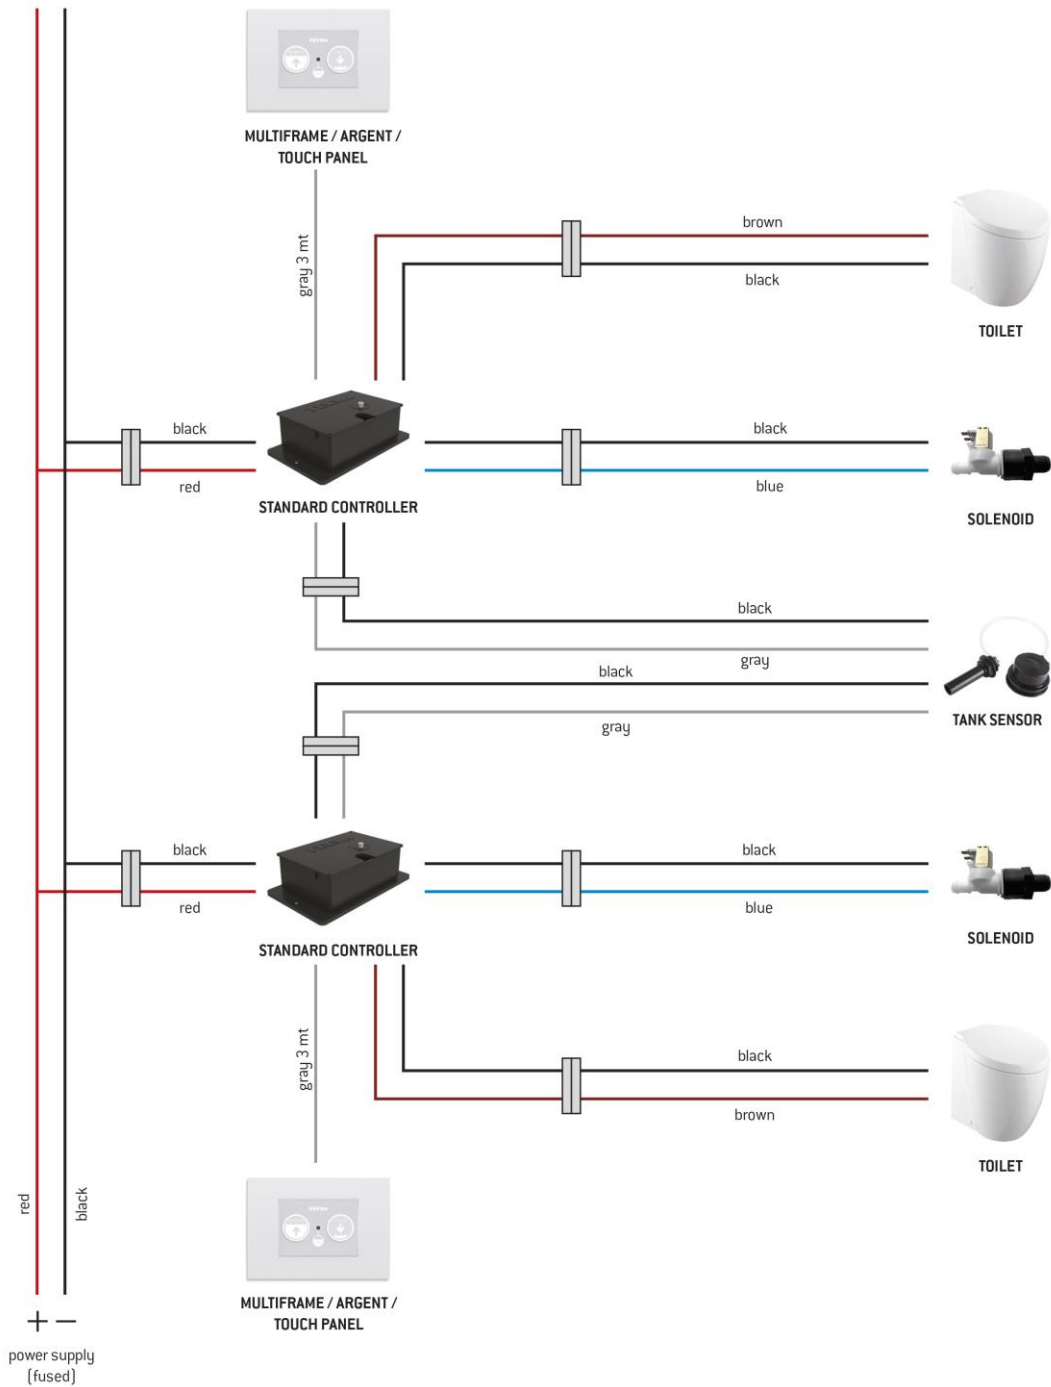 MULTIFRAME / ARGENT /
TOUCH PANEL
gray 3 mt
brown
black
TOILET
black
red
STANDARD CONTROLLER
black
blue
SOLENOID
black
gray
black
gray
TANK SENSOR
black
red
STANDARD CONTROLLER
black
blue
SOLENOID
gray 3 mt
black
brown
TOILET
red
black
MULTIFRAME / ARGENT /
TOUCH PANEL
+ −
power supply
(fused)